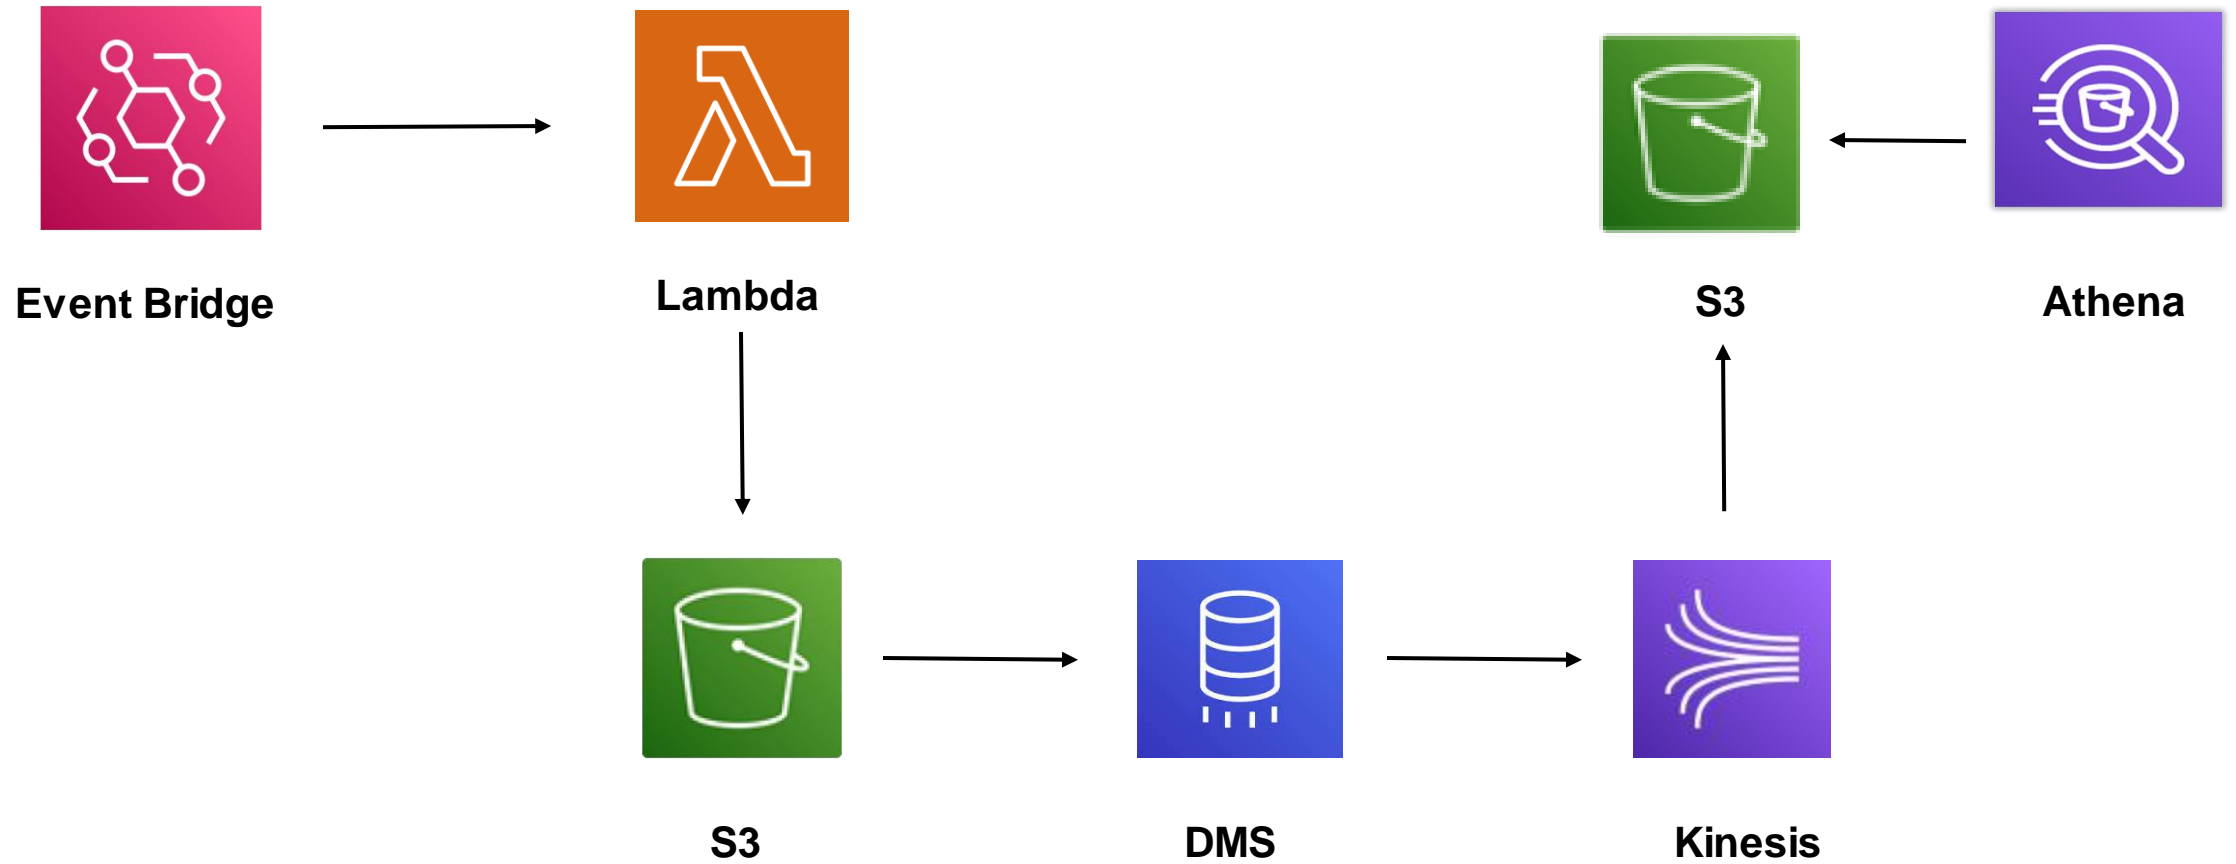 Event Bridge
Lambda
S3
Athena
S3
DMS
Kinesis